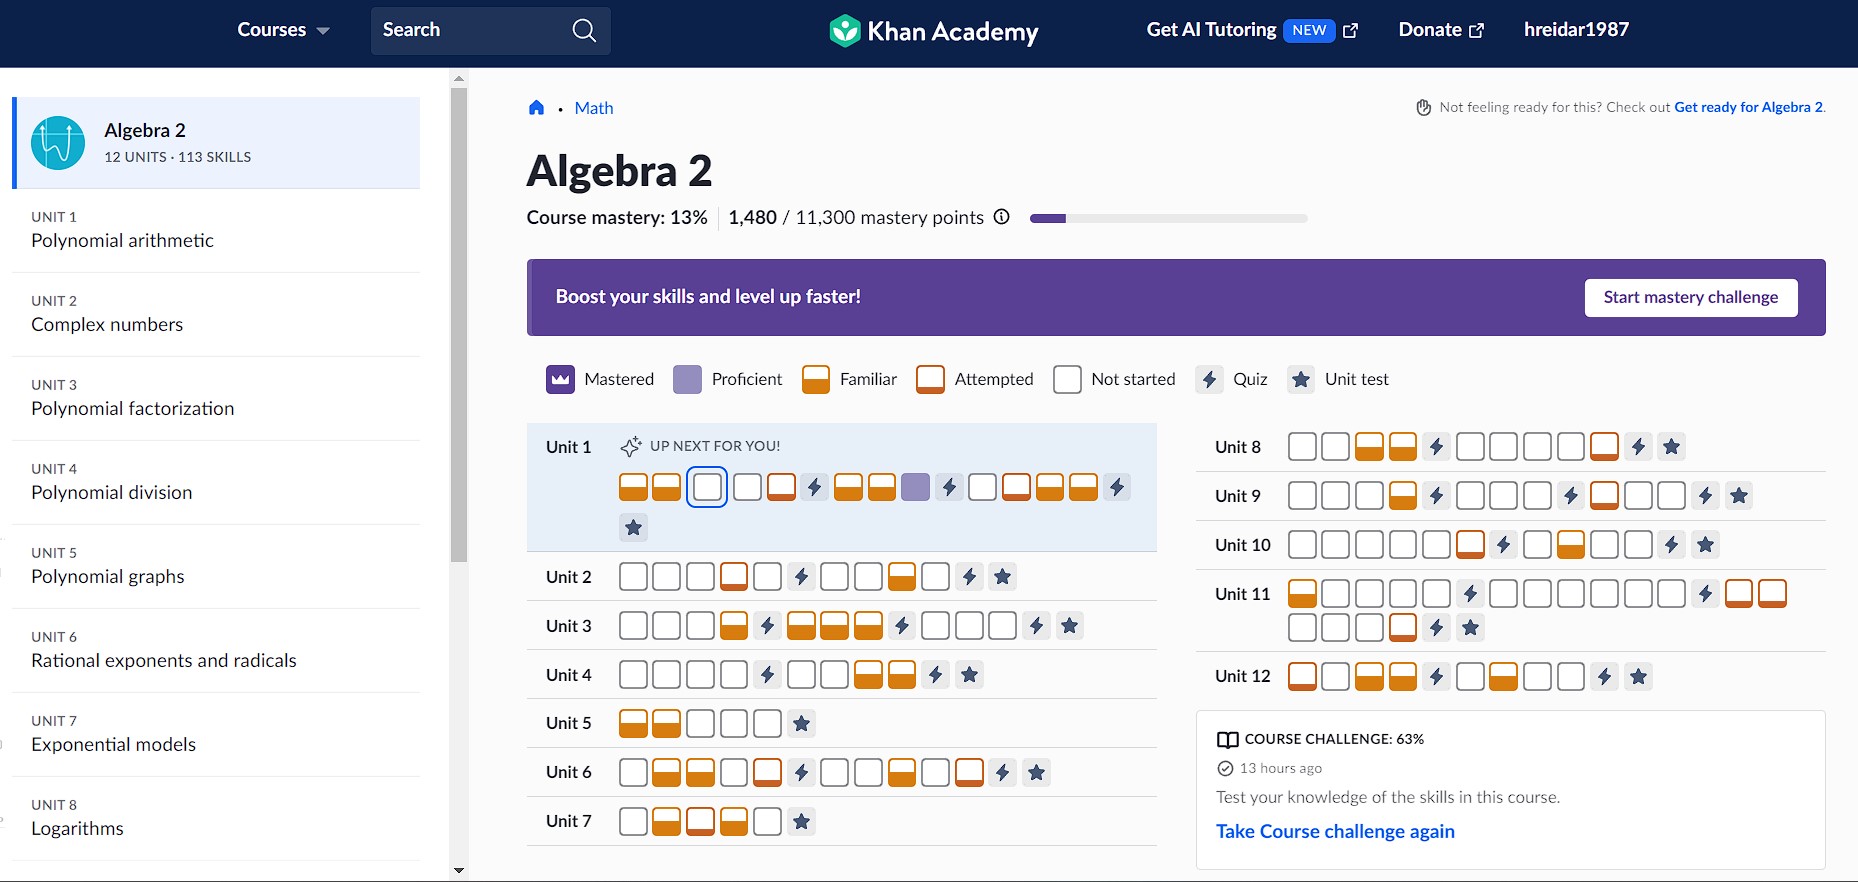 Courses
Search
Khan Academy
Get AI Tutoring NEW
Donate
hreidar1987
Algebra 2
12 UNITS · 113 SKILLS
UNIT 1
Polynomial arithmetic
UNIT 2
Complex numbers
UNIT 3
Polynomial factorization
UNIT 4
Polynomial division
UNIT 5
Polynomial graphs
UNIT 6
Rational exponents and radicals
UNIT 7
Exponential models
UNIT 8
Logarithms
• Math
Not feeling ready for this? Check out Get ready for Algebra 2.
Algebra 2
Course mastery: 13% 1,480 / 11,300 mastery points
Boost your skills and level up faster!
Start mastery challenge
Mastered Proficient Familiar Attempted Not started Quiz Unit test
Unit 1 UP NEXT FOR YOU!
Unit 2
Unit 3
Unit 4
Unit 5
Unit 6
Unit 7
Unit 8
Unit 9
Unit 10
Unit 11
Unit 12
COURSE CHALLENGE: 63%
13 hours ago
Test your knowledge of the skills in this course.
Take Course challenge again